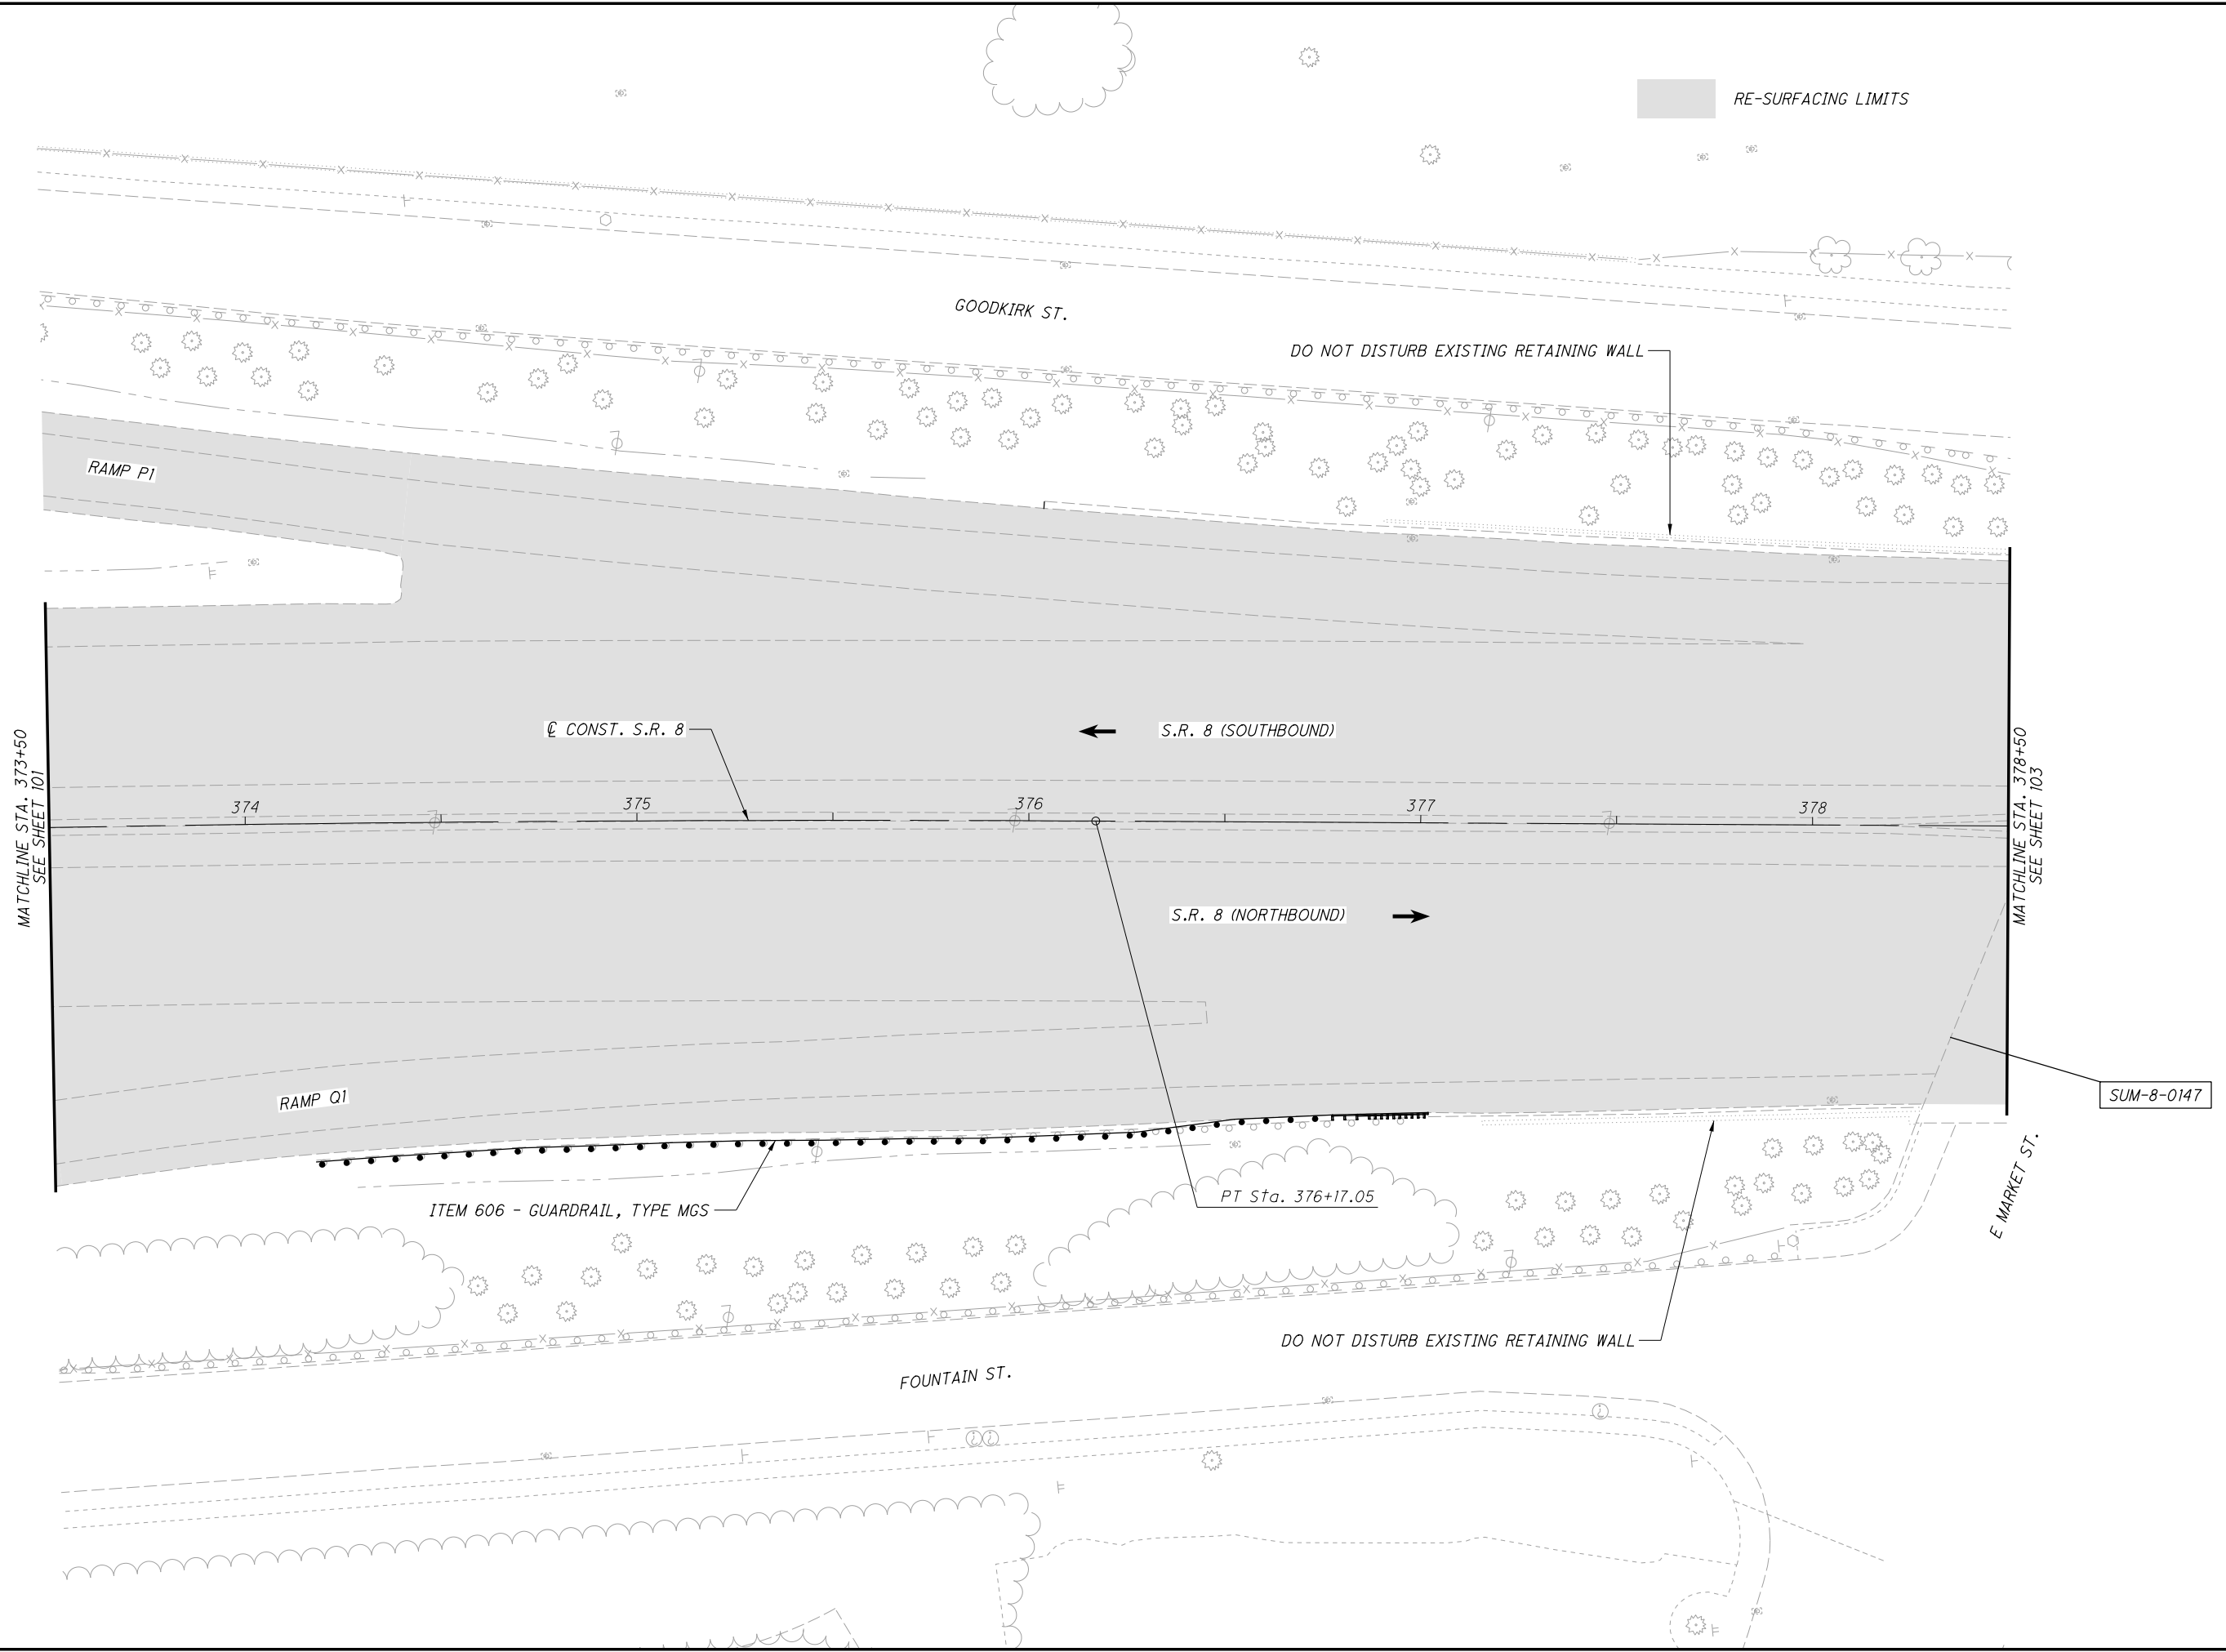 RE-SURFACING LIMITS
GOODKIRK ST.
DO NOT DISTURB EXISTING RETAINING WALL
RAMP P1
℄ CONST. S.R. 8
S.R. 8 (SOUTHBOUND)
MATCHLINE STA. 373+50
SEE SHEET 101
374
375
376
377
378
MATCHLINE STA. 378+50
SEE SHEET 103
S.R. 8 (NORTHBOUND)
RAMP Q1
SUM-8-0147
PT Sta. 376+17.05
ITEM 606 - GUARDRAIL, TYPE MGS
E MARKET ST.
DO NOT DISTURB EXISTING RETAINING WALL
FOUNTAIN ST.